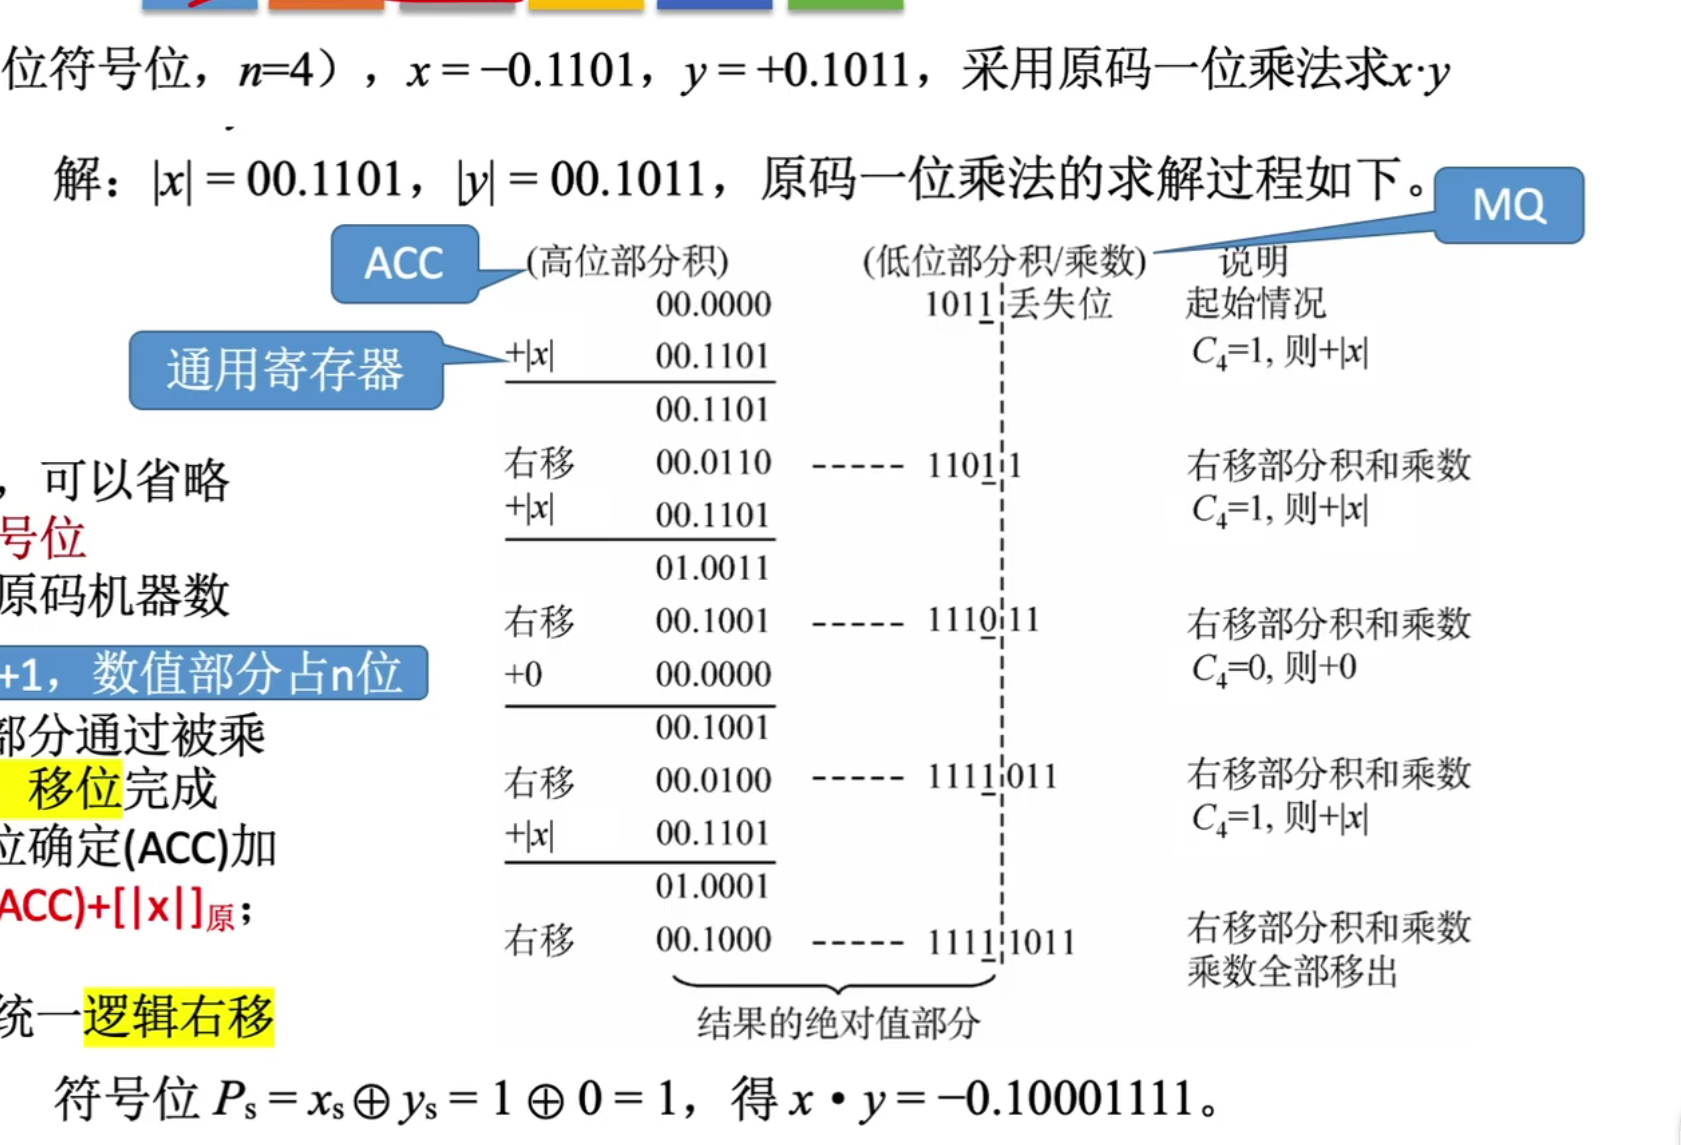 位符号位，n=4），x = −0.1101，y = +0.1011，采用原码一位乘法求x·y
解：|x| = 00.1101，|y| = 00.1011，原码一位乘法的求解过程如下。
MQ
ACC
(高位部分积) (低位部分积/乘数) 说明
00.0000 1011 丢失位 起始情况
通用寄存器
+|x| 00.1101 C₄=1, 则+|x|
00.1101
右移 00.0110 ----- 1101 1 右移部分积和乘数
+|x| 00.1101 C₄=1, 则+|x|
01.0011
右移 00.1001 ----- 1110 11 右移部分积和乘数
+0 00.0000 C₄=0, 则+0
00.1001
右移 00.0100 ----- 1111 011 右移部分积和乘数
+|x| 00.1101 C₄=1, 则+|x|
01.0001
右移 00.1000 ----- 1111 1011 右移部分积和乘数
乘数全部移出
结果的绝对值部分
，可以省略
号位
原码机器数
+1，数值部分占n位
部分通过被乘
移位完成
位确定(ACC)加
ACC)+[|x|]原；
统一逻辑右移
符号位 Pₛ = xₛ ⊕ yₛ = 1 ⊕ 0 = 1，得 x • y = −0.10001111。